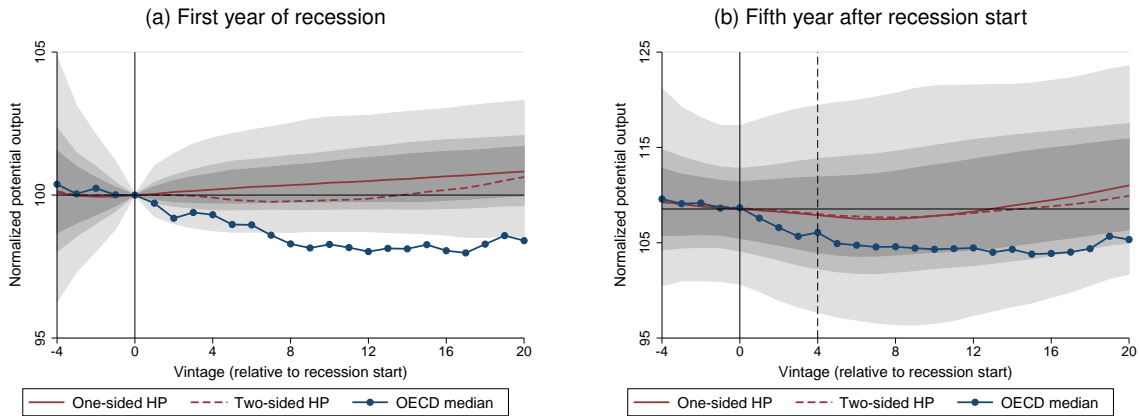 (a) First year of recession
Normalized potential output
105
100
95
-4 0 4 8 12 16 20
Vintage (relative to recession start)
One-sided HP Two-sided HP OECD median
(b) Fifth year after recession start
Normalized potential output
125
115
105
95
-4 0 4 8 12 16 20
Vintage (relative to recession start)
One-sided HP Two-sided HP OECD median